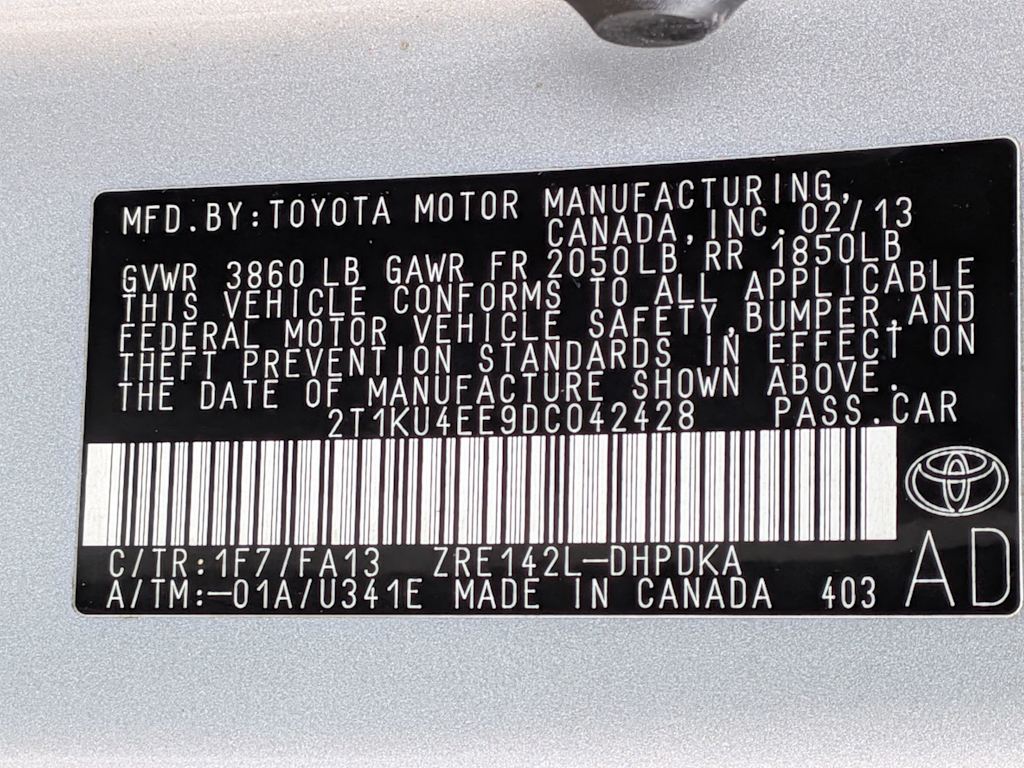 MFD.BY:TOYOTA MOTOR MANUFACTURING,
CANADA,INC.02/13
GVWR 3860 LB GAWR FR 2050LB RR 1850LB
THIS VEHICLE CONFORMS TO ALL APPLICABLE
FEDERAL MOTOR VEHICLE SAFETY,BUMPER,AND
THEFT PREVENTION STANDARDS IN EFFECT ON
THE DATE OF MANUFACTURE SHOWN ABOVE.
2T1KU4EE9DC042428 PASS.CAR
C/TR:1F7/FA13 ZRE142L-DHPDKA
A/TM:-01A/U341E MADE IN CANADA 403
AD